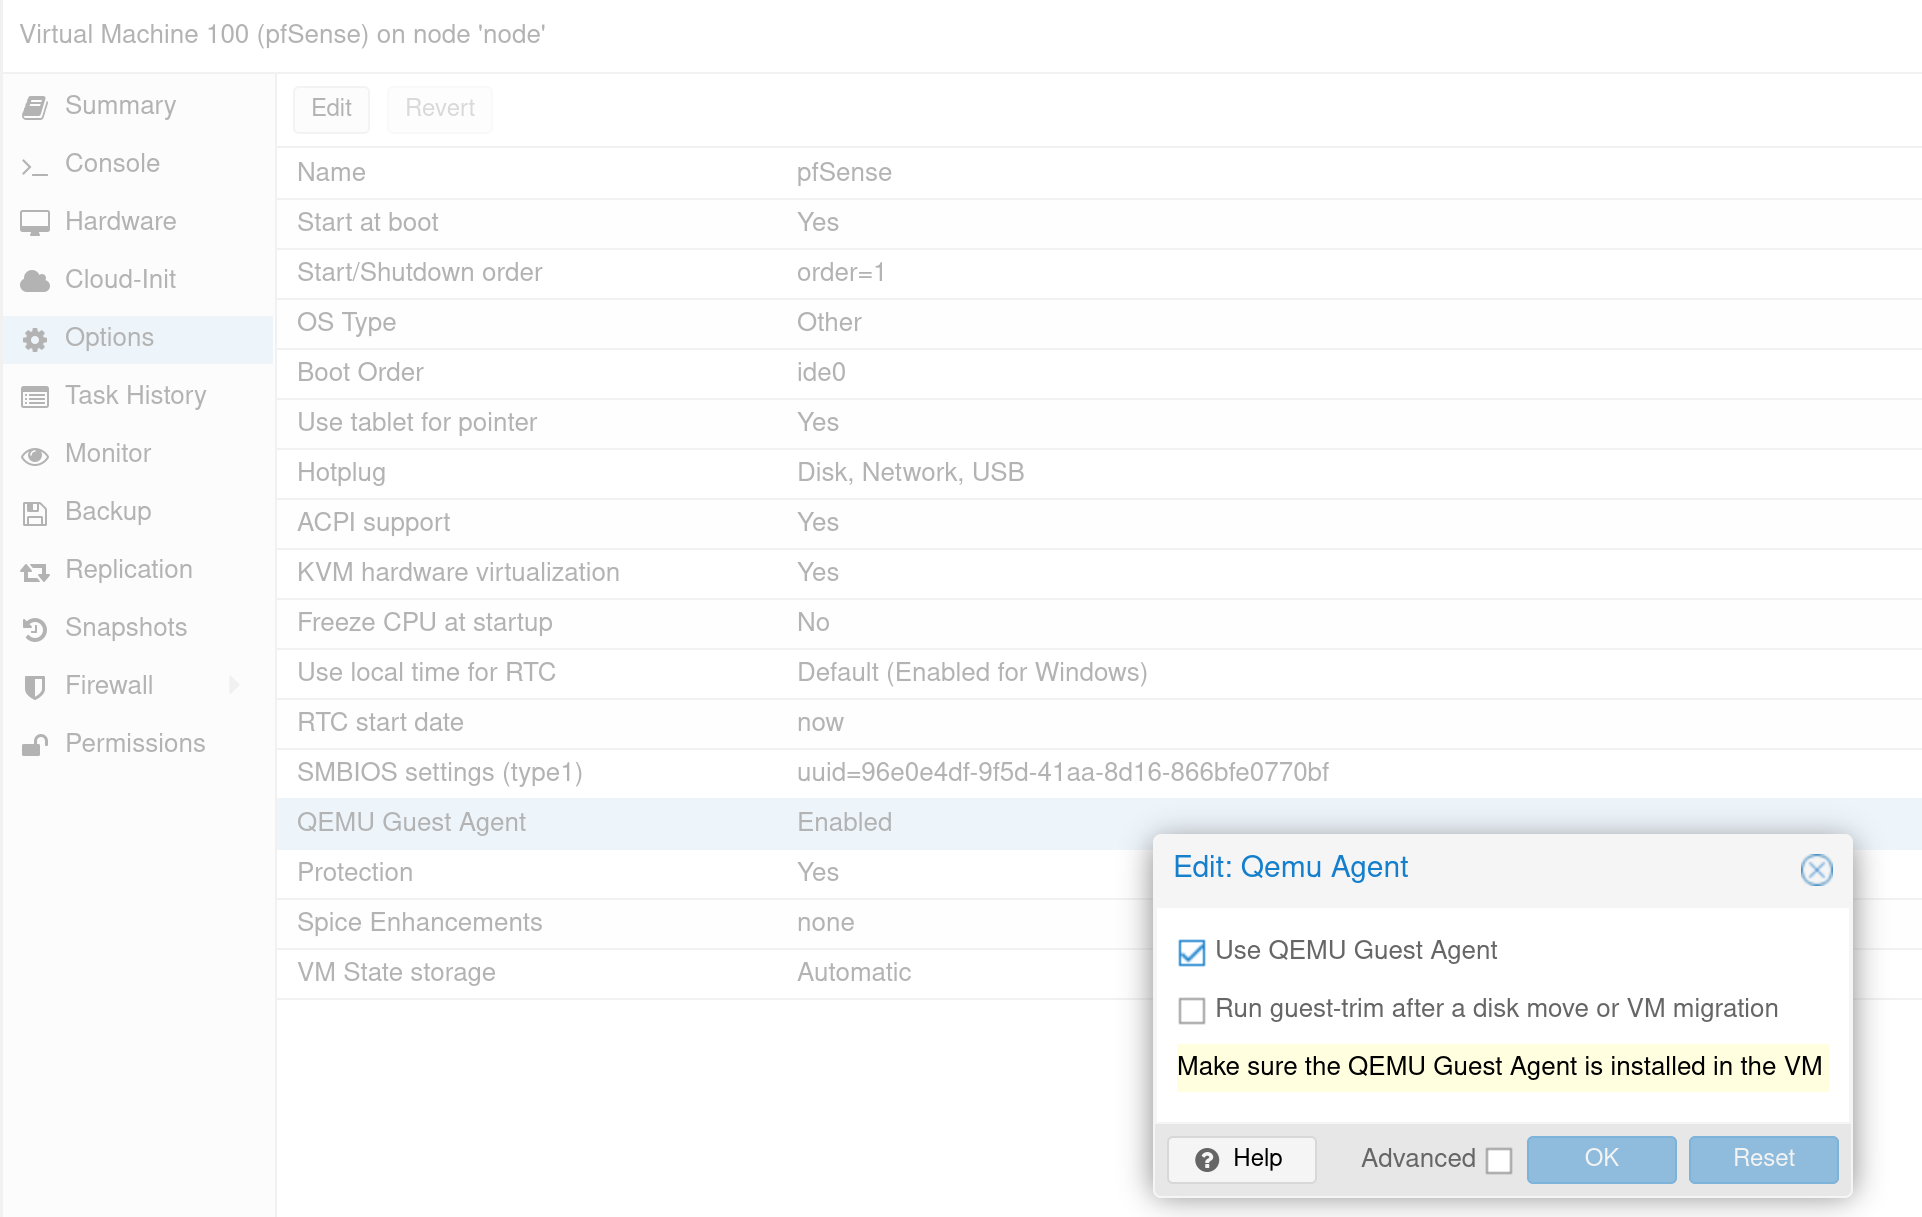 Virtual Machine 100 (pfSense) on node 'node'
Summary
Console
Hardware
Cloud-Init
Options
Task History
Monitor
Backup
Replication
Snapshots
Firewall
Permissions
Edit Revert
Name pfSense
Start at boot Yes
Start/Shutdown order order=1
OS Type Other
Boot Order ide0
Use tablet for pointer Yes
Hotplug Disk, Network, USB
ACPI support Yes
KVM hardware virtualization Yes
Freeze CPU at startup No
Use local time for RTC Default (Enabled for Windows)
RTC start date now
SMBIOS settings (type1) uuid=96e0e4df-9f5d-41aa-8d16-866bfe0770bf
QEMU Guest Agent Enabled
Protection Yes
Spice Enhancements none
VM State storage Automatic
Edit: Qemu Agent
Use QEMU Guest Agent
Run guest-trim after a disk move or VM migration
Make sure the QEMU Guest Agent is installed in the VM
Help Advanced OK Reset